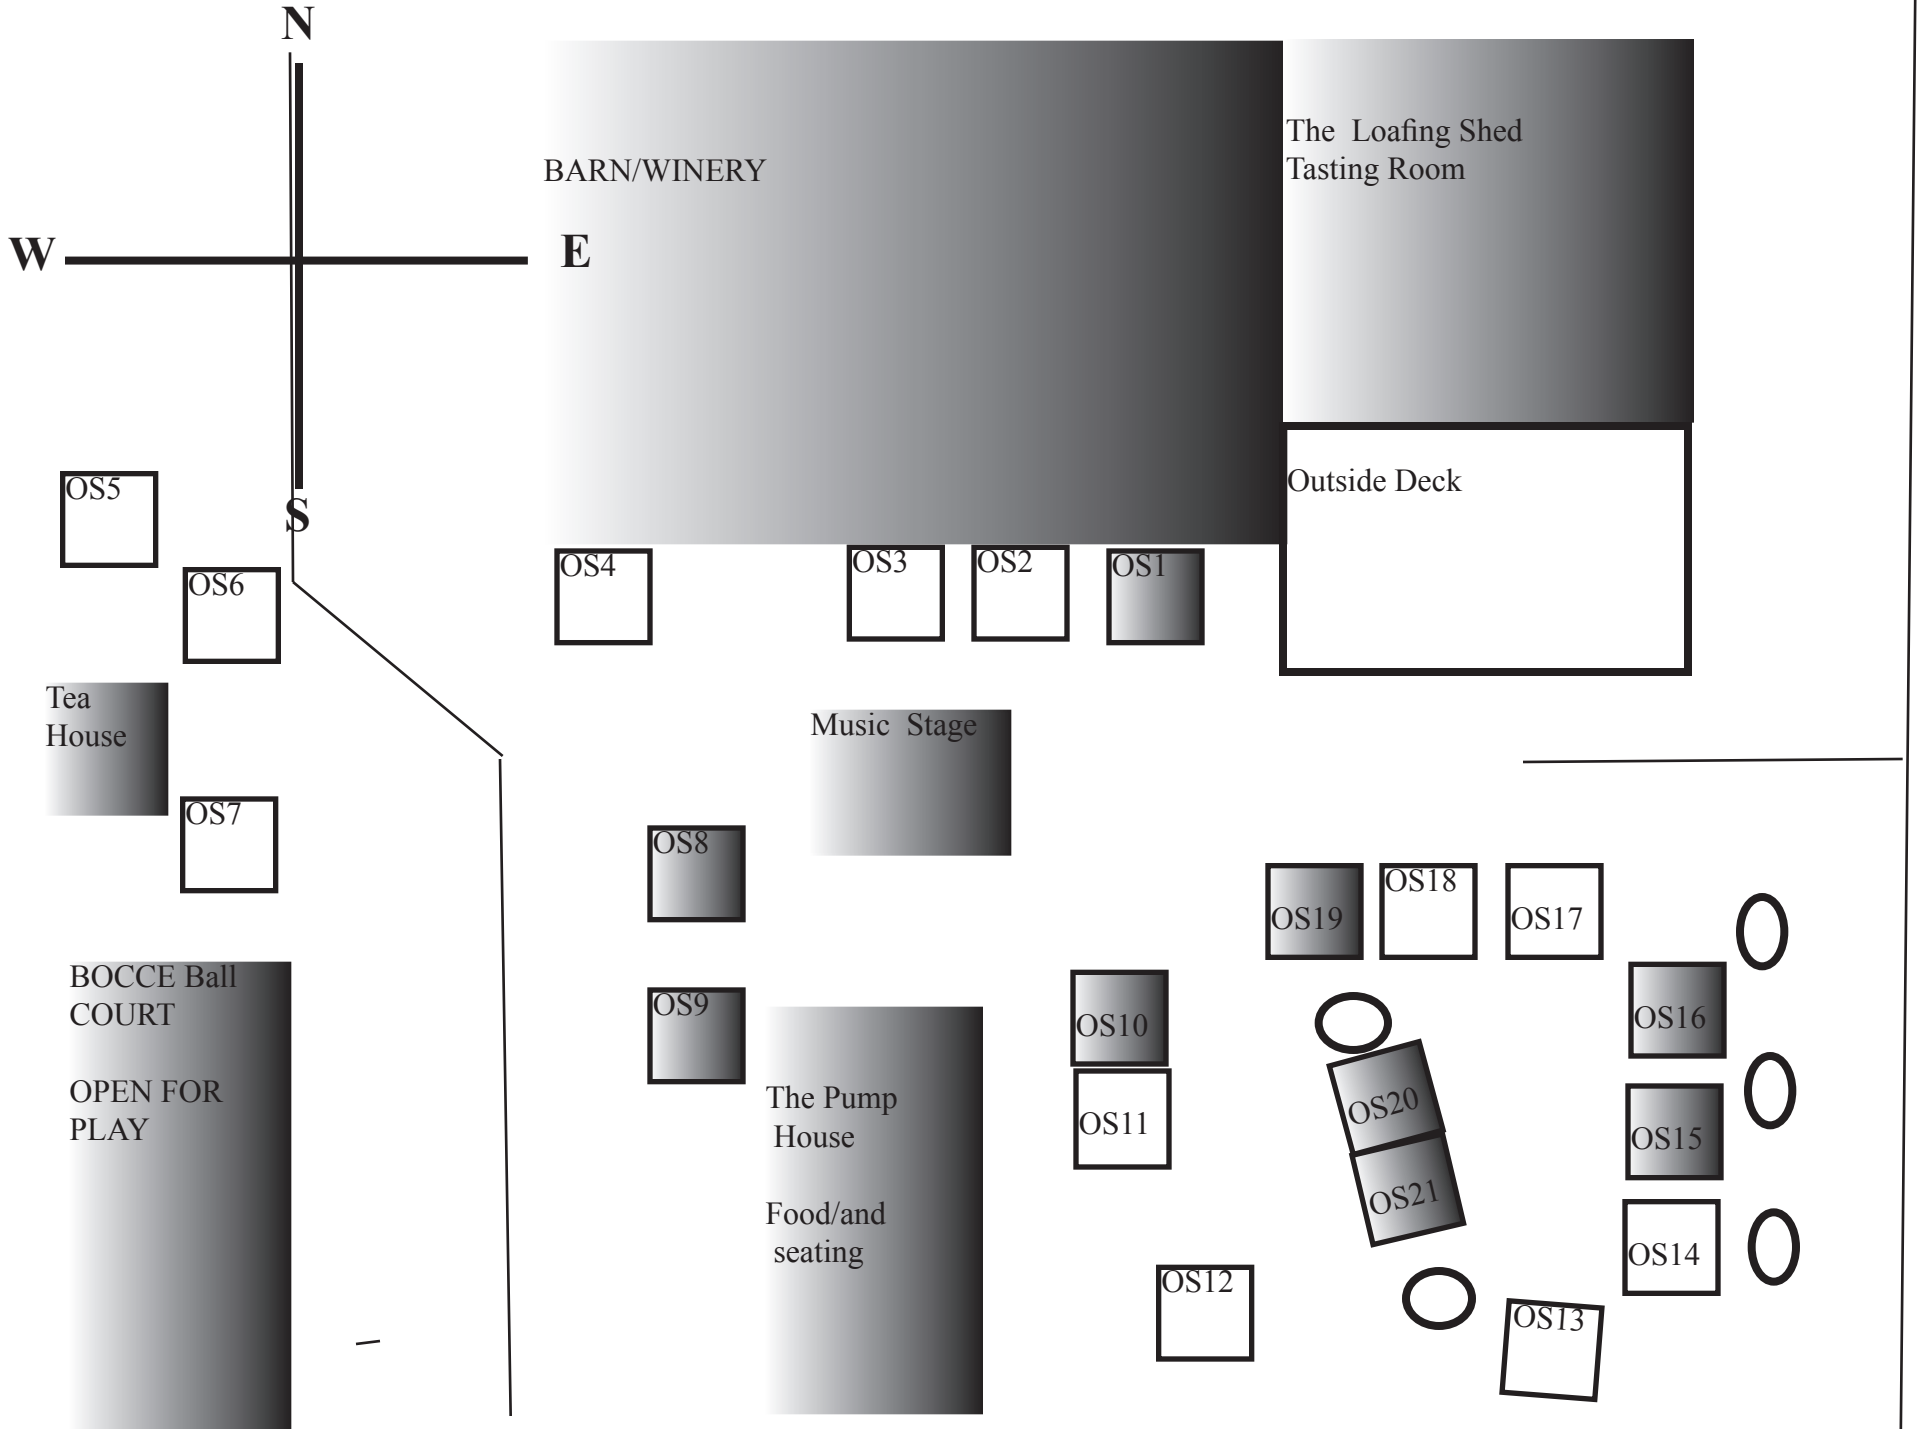 N
BARN/WINERY
The Loafing Shed
Tasting Room
W
E
OS5
S
Outside Deck
OS6
OS4
OS3
OS2
OS1
Tea
House
Music Stage
OS7
OS8
OS19
OS18
OS17
BOCCE Ball
COURT
OPEN FOR
PLAY
OS9
OS10
OS16
The Pump
House
Food/and
seating
OS11
OS20
OS15
OS21
OS14
OS12
OS13